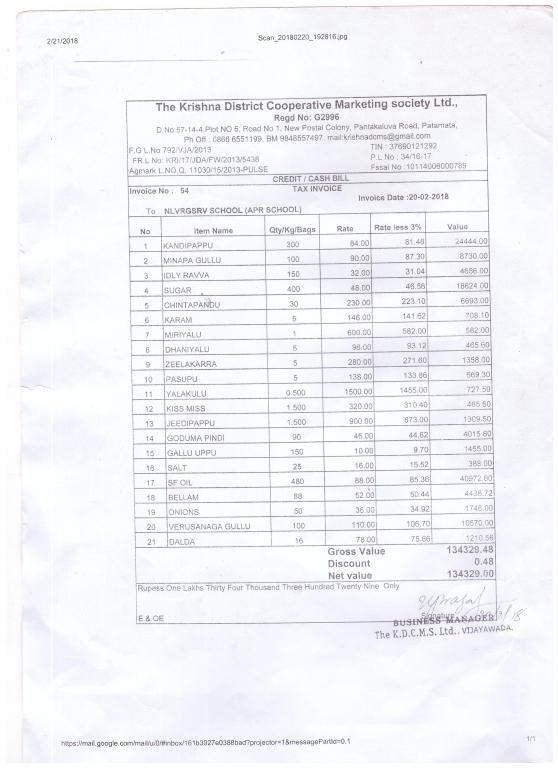 2/21/2018
Scan_20180220_192816.jpg
The Krishna District Cooperative Marketing society Ltd.,
Regd No: G2996
D.No:57-14-4,Plot NO 5, Road No 1, New Postal Colony, Pantakaluva Road, Patamata,
Ph Off : 0866 6551199, BM 9848557497, mail:krishnadcms@gmail.com
F.G L.No 792/VJA/2013 TIN : 37690121292
FR.L No: KRI/17/JDA/FW/2013/5438 P.L No : 34/16-17
Agmark L.NO.Q. 11030/15/2013-PULSE Fssai No :10114006000789
CREDIT / CASH BILL
Invoice No : 54 TAX INVOICE
Invoice Date :20-02-2018
To NLVRGSRV SCHOOL (APR SCHOOL)
No Item Name Qty/Kg/Bags Rate Rate less 3% Value
1 KANDIPAPPU 300 84.00 81.48 24444.00
2 MINAPA GULLU 100 90.00 87.30 8730.00
3 IDLY RAVVA 150 32.00 31.04 4656.00
4 SUGAR 400 48.00 46.56 18624.00
5 CHINTAPANDU 30 230.00 223.10 6693.00
6 KARAM 5 146.00 141.62 708.10
7 MIRIYALU 1 600.00 582.00 582.00
8 DHANIYALU 5 96.00 93.12 465.60
9 ZEELAKARRA 5 280.00 271.60 1358.00
10 PASUPU 5 138.00 133.86 669.30
11 YALAKULU 0.500 1500.00 1455.00 727.50
12 KISS MISS 1.500 320.00 310.40 465.60
13 JEEDIPAPPU 1.500 900.00 873.00 1309.50
14 GODUMA PINDI 90 46.00 44.62 4015.80
15 GALLU UPPU 150 10.00 9.70 1455.00
16 SALT 25 16.00 15.52 388.00
17 SF OIL 480 88.00 85.36 40972.80
18 BELLAM 88 52.00 50.44 4438.72
19 ONIONS 50 36.00 34.92 1746.00
20 VERUSANAGA GULLU 100 110.00 106.70 10670.00
21 DALDA 16 78.00 75.66 1210.56
Gross Value 134329.48
Discount 0.48
Net value 134329.00
Rupess One Lakhs Thirty Four Thousand Three Hundred Twenty Nine Only
Signature
E.& OE
BUSINESS MANAGER
The K.D.C.M.S. Ltd., VIJAYAWADA.
https://mail.google.com/mail/u/0/#inbox/161b3927e0388bad?projector=1&messagePartId=0.1
1/1